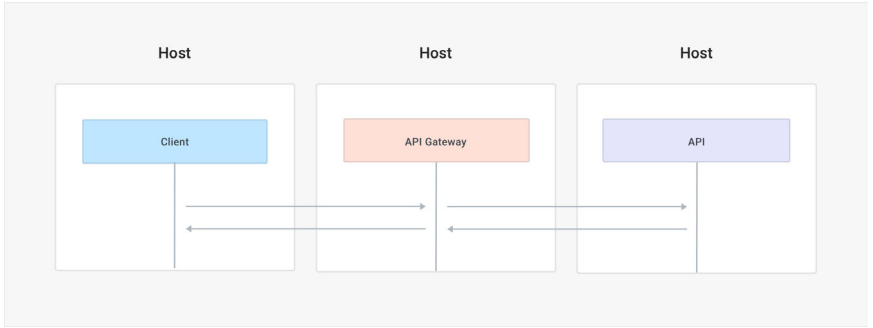 Host
Host
Host
Client
API Gateway
API